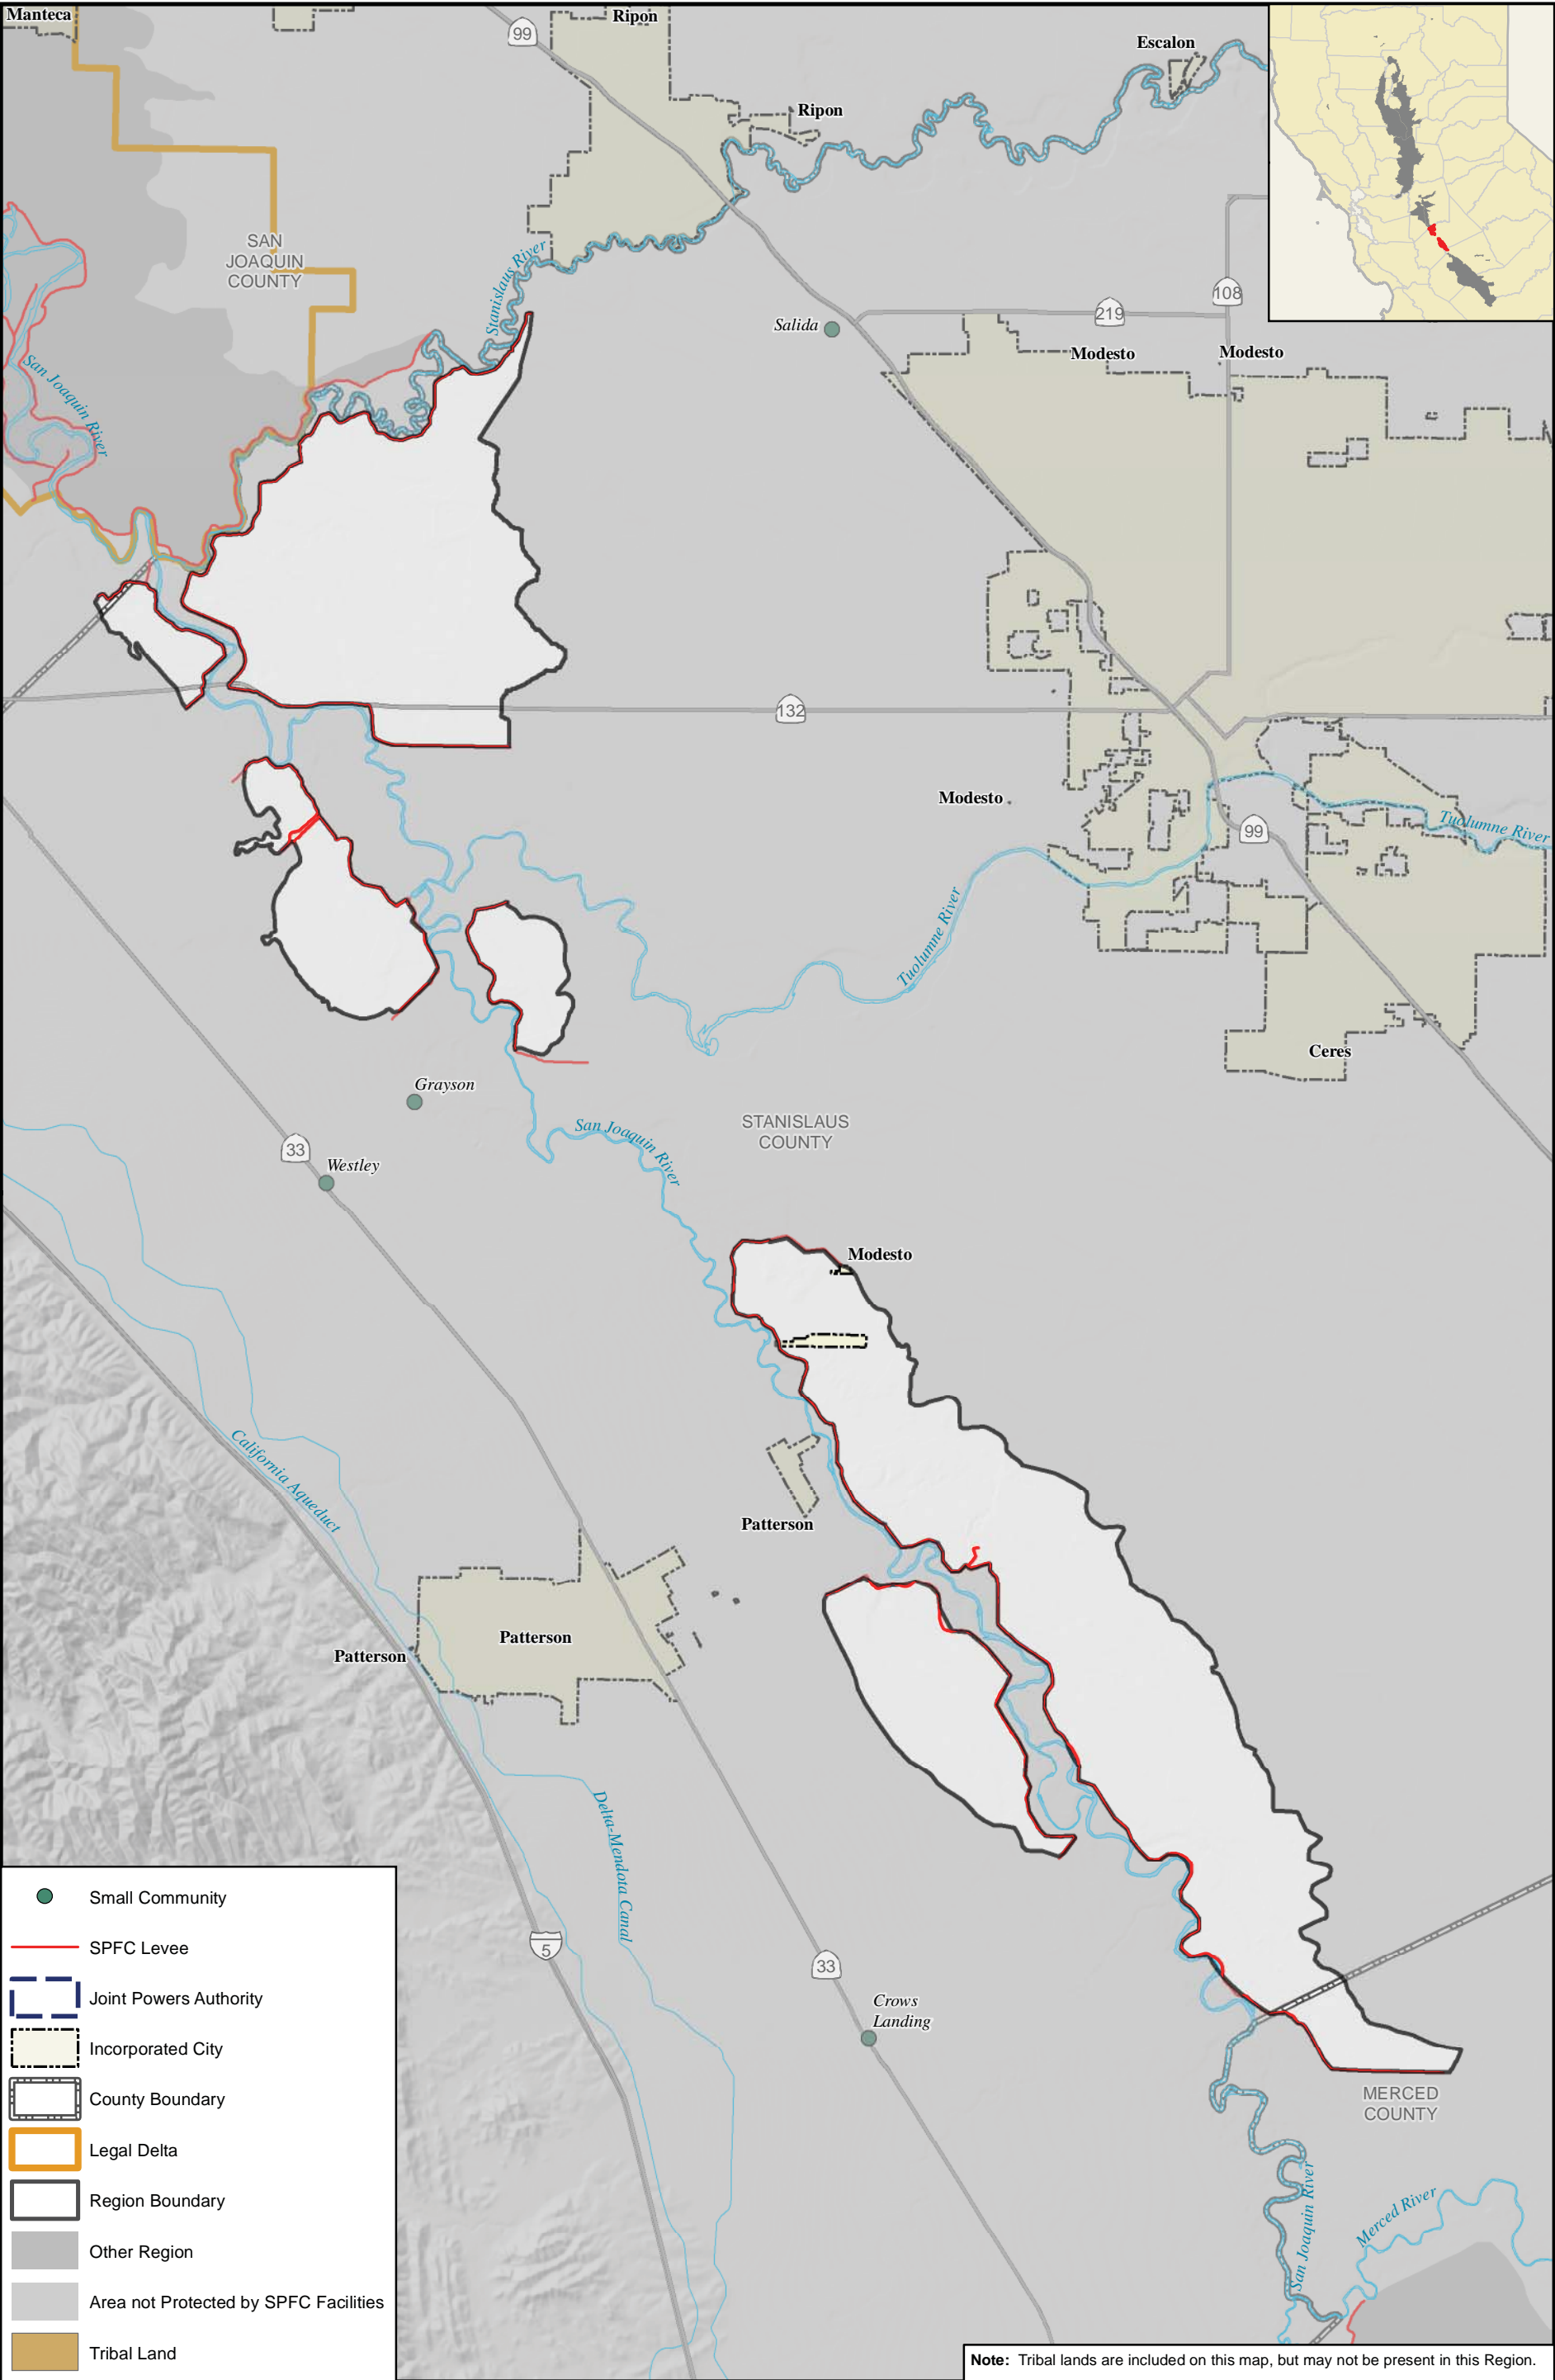 Manteca
99
Ripon
Escalon
Ripon
SAN
JOAQUIN
COUNTY
Stanislaus River
108
219
Salida
Modesto
Modesto
San Joaquin River
132
Modesto
Tuolumne River
99
Tuolumne River
Ceres
Grayson
STANISLAUS
COUNTY
San Joaquin River
33
Westley
Modesto
California Aqueduct
Patterson
Patterson
Patterson
Delta-Mendota Canal
5
33
Crows
Landing
MERCED
COUNTY
San Joaquin River
Merced River
Small Community
SPFC Levee
Joint Powers Authority
Incorporated City
County Boundary
Legal Delta
Region Boundary
Other Region
Area not Protected by SPFC Facilities
Tribal Land
Note: Tribal lands are included on this map, but may not be present in this Region.